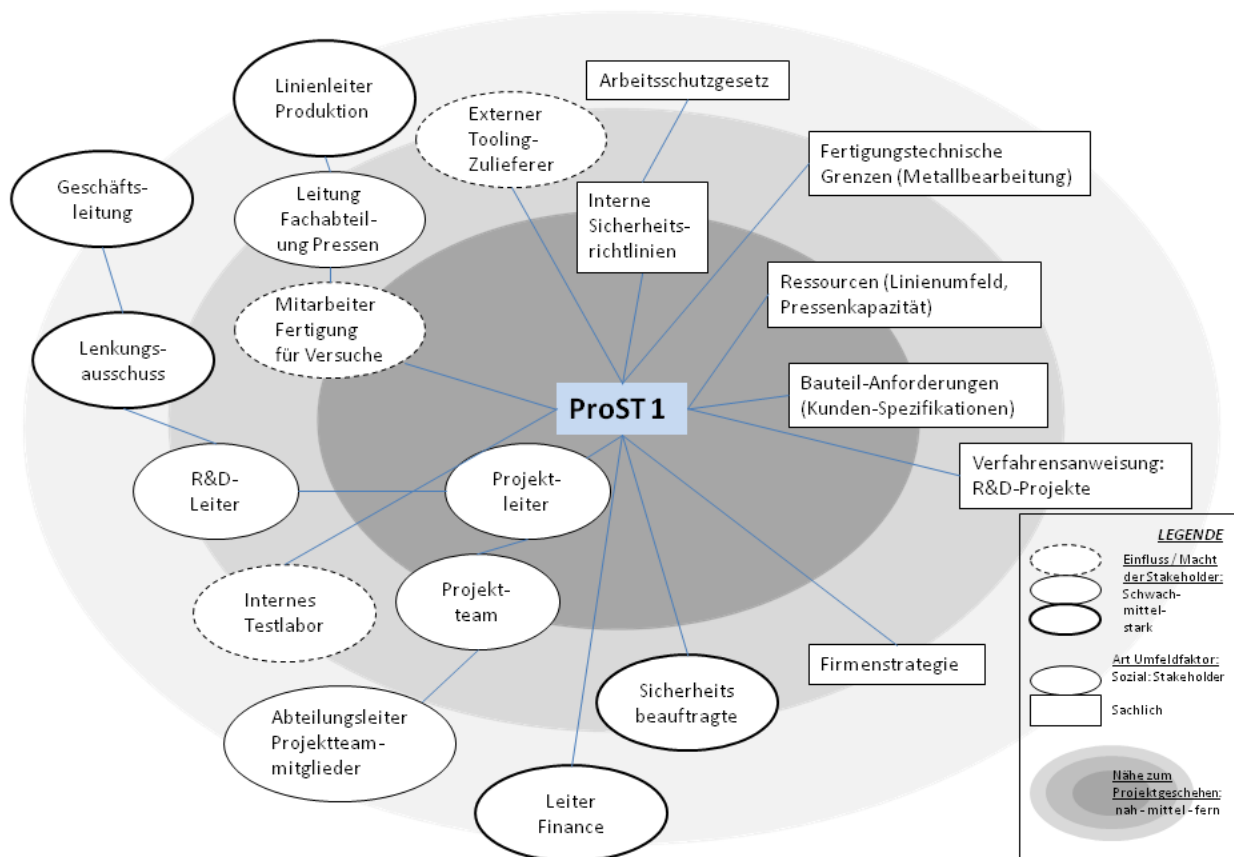 Linienleiter
Produktion
Arbeitsschutzgesetz
Externer
Tooling-
Zulieferer
Fertigungstechnische
Grenzen (Metallbearbeitung)
Geschäfts-
leitung
Leitung
Fachabteil-
ung Pressen
Interne
Sicherheits-
richtlinien
Ressourcen (Linienumfeld,
Pressenkapazität)
Mitarbeiter
Fertigung
für Versuche
Lenkungs-
ausschuss
Bauteil-Anforderungen
(Kunden-Spezifikationen)
ProST 1
R&D-
Leiter
Projekt-
leiter
Verfahrensanweisung:
R&D-Projekte
Internes
Testlabor
Projekt-
team
Firmenstrategie
Sicherheits
beauftragte
Abteilungsleiter
Projektteam-
mitglieder
Leiter
Finance
LEGENDE
Einfluss / Macht
der Stakeholder:
Schwach-
mittel-
stark
Art Umfeldfaktor:
Sozial: Stakeholder
Sachlich
Nähe zum
Projektgeschehen:
nah - mittel - fern